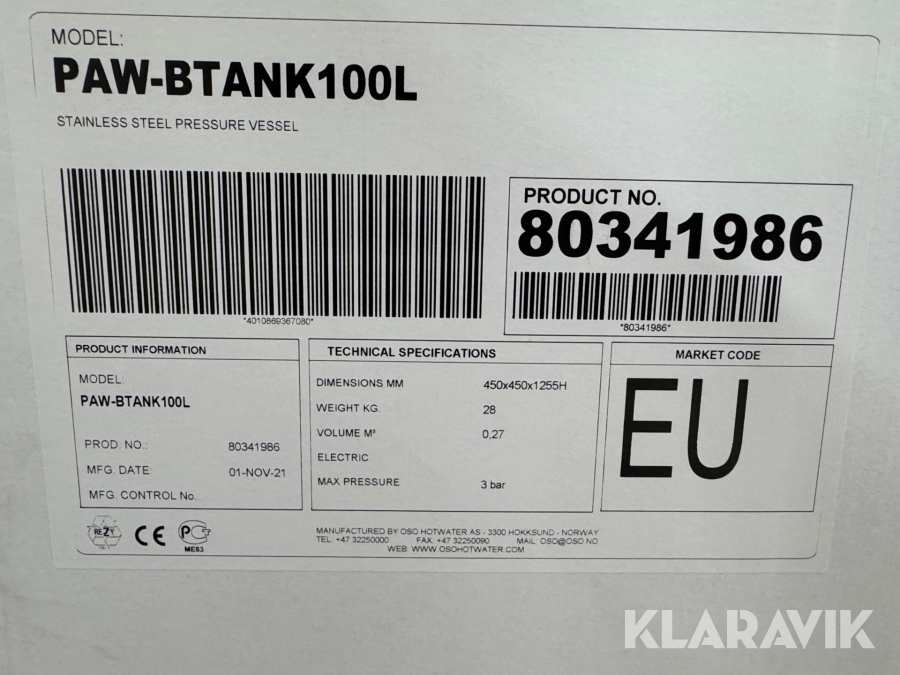 MODEL:
PAW-BTANK100L
STAINLESS STEEL PRESSURE VESSEL
*4010869367080*
PRODUCT NO.
80341986
*80341986*
PRODUCT INFORMATION
MODEL:
PAW-BTANK100L
PROD. NO.: 80341986
MFG. DATE: 01-NOV-21
MFG. CONTROL No.:
TECHNICAL SPECIFICATIONS
DIMENSIONS MM 450x450x1255H
WEIGHT KG. 28
VOLUME M³ 0,27
ELECTRIC
MAX PRESSURE 3 bar
MARKET CODE
EU
REZY
CE
PG
ME83
MANUFACTURED BY OSO HOTWATER AS - 3300 HOKKSUND - NORWAY
TEL: +47 32250000 FAX: +47 32250090 MAIL: OSO@OSO.NO
WEB: WWW.OSOHOTWATER.COM
KLARAVIK